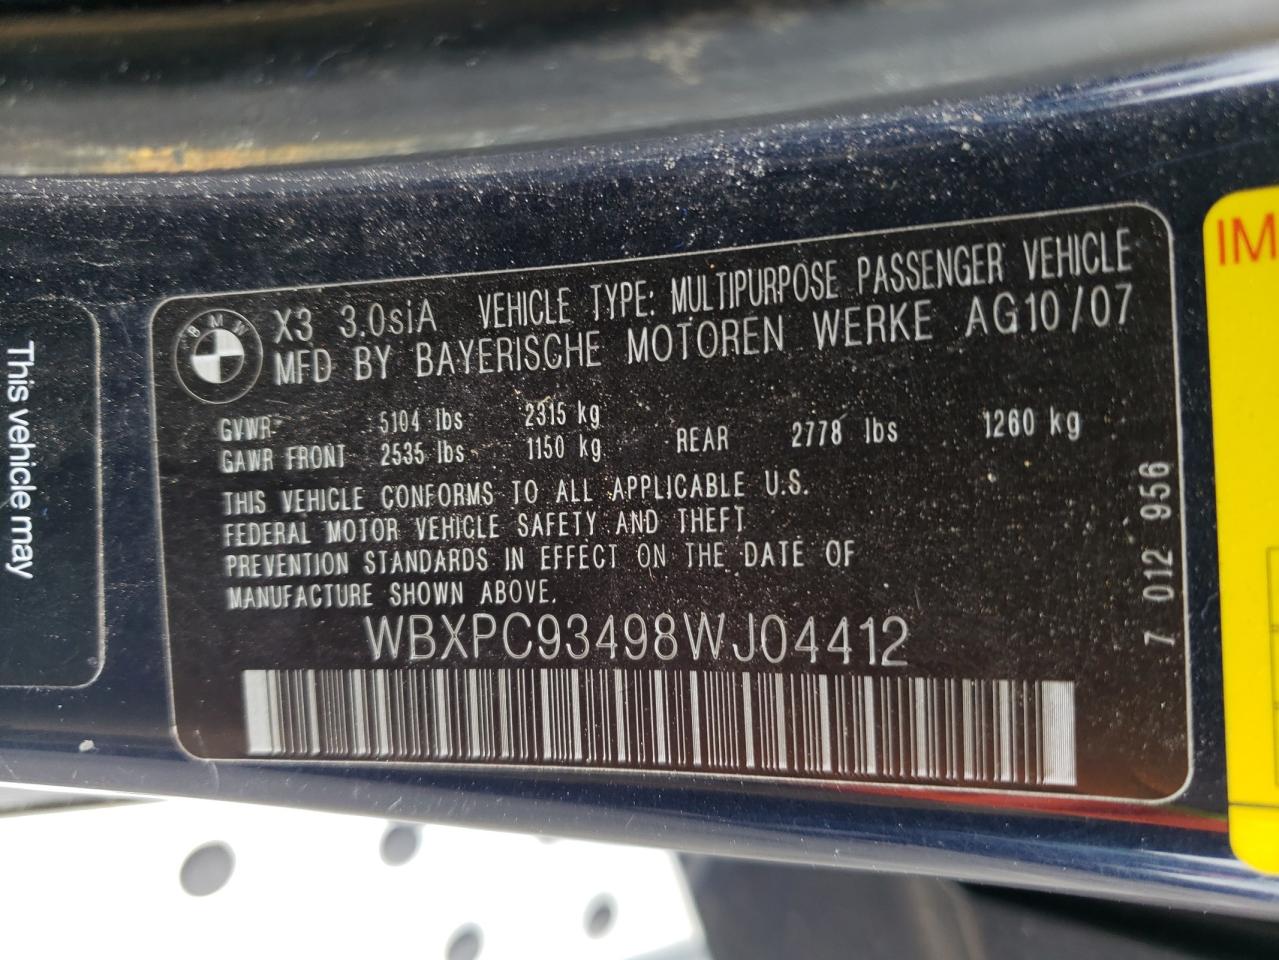 This vehicle may
BMW
X3 3.0siA VEHICLE TYPE: MULTIPURPOSE PASSENGER VEHICLE
MFD BY BAYERISCHE MOTOREN WERKE AG10/07
GVWR 5104 lbs 2315 kg
GAWR FRONT 2535 lbs 1150 kg REAR 2778 lbs 1260 kg
THIS VEHICLE CONFORMS TO ALL APPLICABLE U.S.
FEDERAL MOTOR VEHICLE SAFETY AND THEFT
PREVENTION STANDARDS IN EFFECT ON THE DATE OF
MANUFACTURE SHOWN ABOVE.
WBXPC93498WJ04412
7 012 956
IM